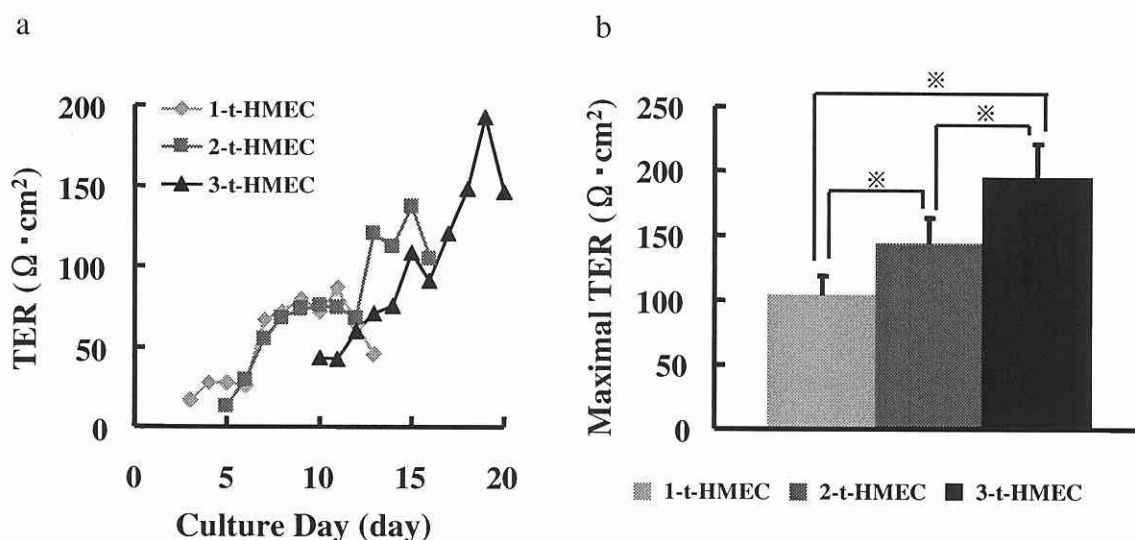 a
TER ( Ω · cm²)
200
150
100
50
0
1-t-HMEC
2-t-HMEC
3-t-HMEC
0 5 10 15 20
Culture Day (day)
b
Maximal TER ( Ω · cm²)
250
200
150
100
50
0
※
※
※
1-t-HMEC 2-t-HMEC 3-t-HMEC